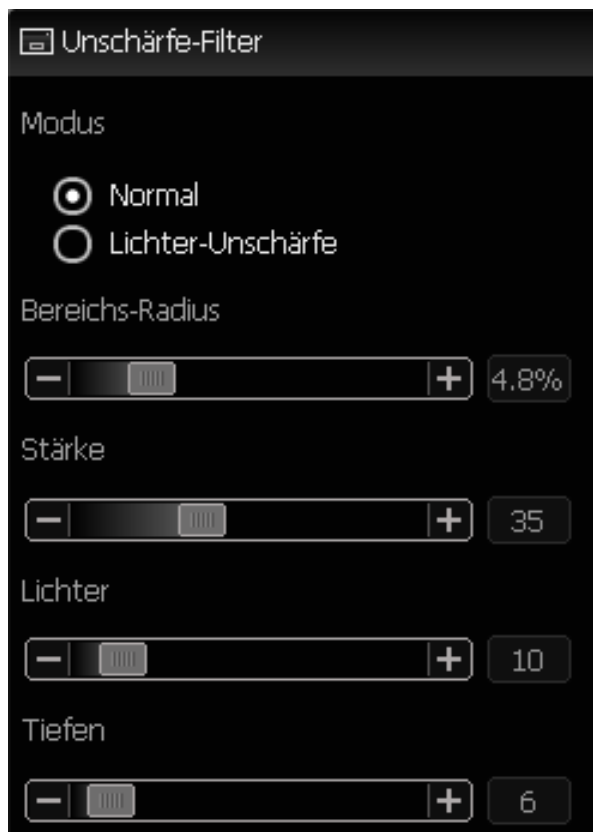 Unschärfe-Filter
Modus
Normal
Lichter-Unschärfe
Bereichs-Radius
4.8%
Stärke
35
Lichter
10
Tiefen
6